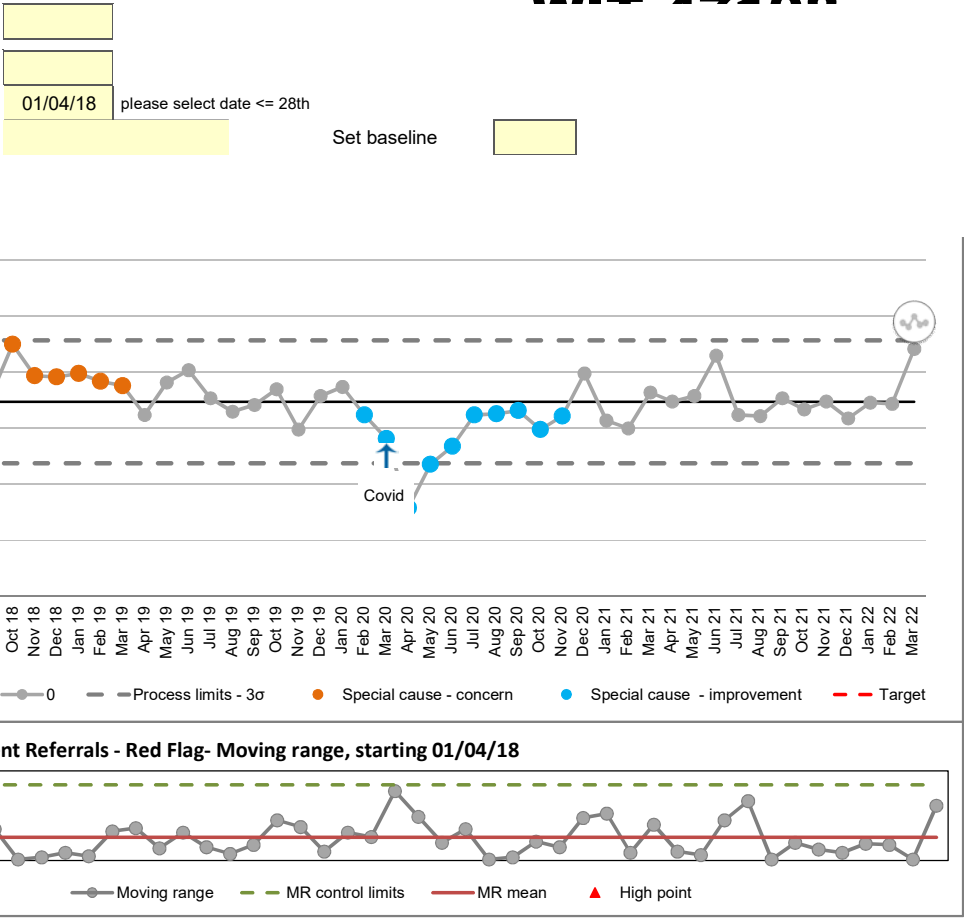 01/04/18 please select date <= 28th
Set baseline
Covid
Oct 18
Nov 18
Dec 18
Jan 19
Feb 19
Mar 19
Apr 19
May 19
Jun 19
Jul 19
Aug 19
Sep 19
Oct 19
Nov 19
Dec 19
Jan 20
Feb 20
Mar 20
Apr 20
May 20
Jun 20
Jul 20
Aug 20
Sep 20
Oct 20
Nov 20
Dec 20
Jan 21
Feb 21
Mar 21
Apr 21
May 21
Jun 21
Jul 21
Aug 21
Sep 21
Oct 21
Nov 21
Dec 21
Jan 22
Feb 22
Mar 22
0 Process limits - 3σ Special cause - concern Special cause - improvement Target
nt Referrals - Red Flag- Moving range, starting 01/04/18
Moving range MR control limits MR mean High point